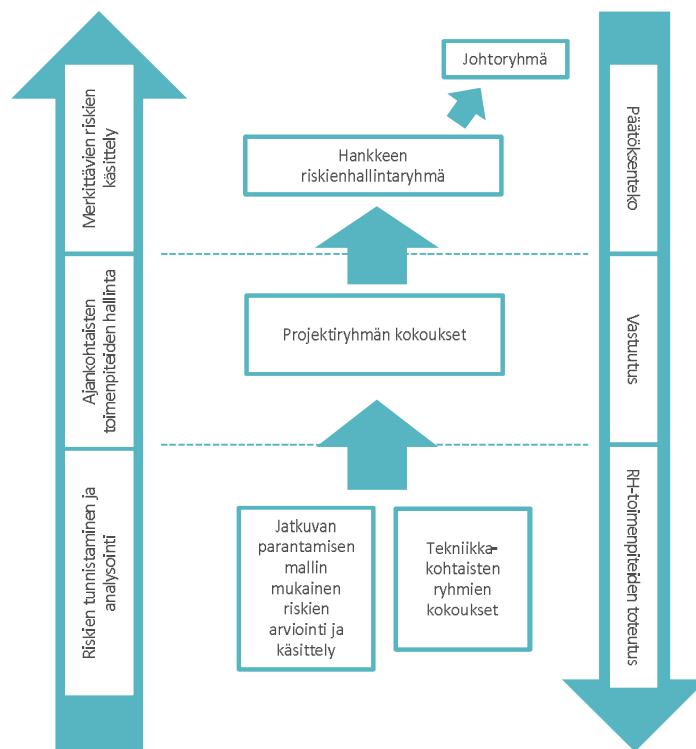 Johtoryhmä
Merkittävien riskien
käsittely
Hankkeen
riskienhallintaryhmä
Päätöksenteko
Ajankohtaisten
toimenpiteiden hallinta
Projektiryhmän kokoukset
Vastuutus
Riskien tunnistaminen ja
analysointi
Jatkuvan
parantamisen
mallin
mukainen
riskien
arviointi ja
käsittely
Tekniikka-
kohtaisten
ryhmien
kokoukset
RH-toimenpiteiden toteutus